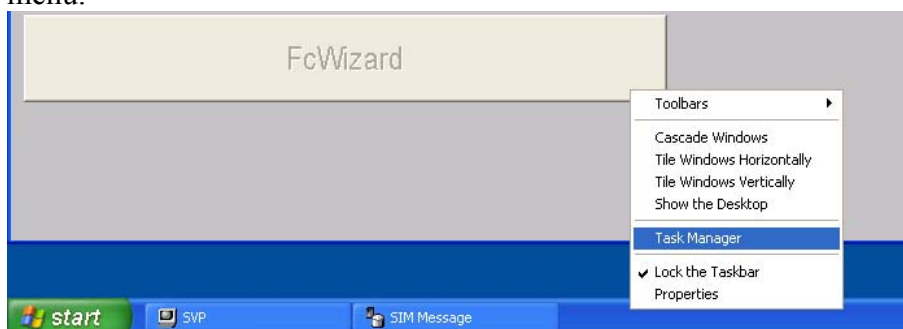 menu.
FcWizard
Toolbars
Cascade Windows
Tile Windows Horizontally
Tile Windows Vertically
Show the Desktop
Task Manager
Lock the Taskbar
Properties
start
SVP
SIM Message